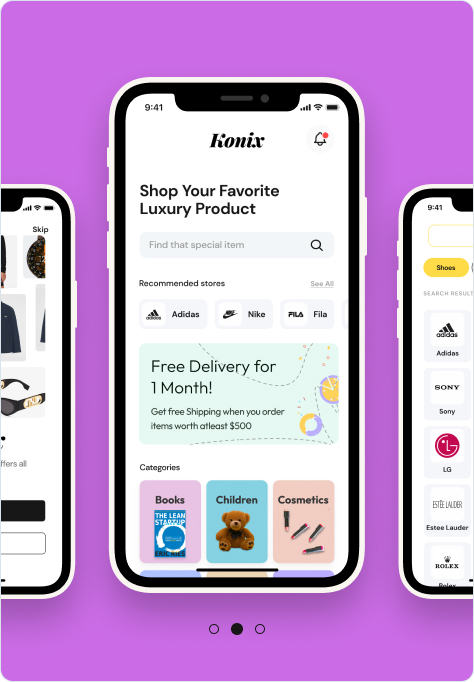 9:41
Konix
Shop Your Favorite
Luxury Product
Find that special item
Recommended stores
See All
adidas
Adidas
Nike
FILA
Fila
Free Delivery for
1 Month!
Get free Shipping when you order
items worth atleast $500
Categories
Books
Children
Cosmetics
THE LEAN
STARTUP
ERIC RIES
Skip
ffers all
9:41
Shoes
SEARCH RESULT
adidas
Adidas
SONY
Sony
LG
ESTĒE LAUDER
Estee Lauder
ROLEX
Rolex